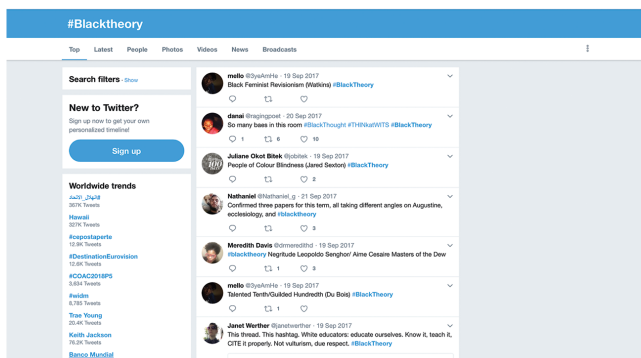 #Blacktheory
Top Latest People Photos Videos News Broadcasts
Search filters · Show
New to Twitter?
Sign up now to get your own
personalized timeline!
Sign up
Worldwide trends
#الهلال_الاتحاد
367K Tweets
Hawaii
327K Tweets
#cepostaperte
12.9K Tweets
#DestinationEurovision
12.6K Tweets
#COAC2018P5
3,834 Tweets
#widm
8,785 Tweets
Trae Young
20.4K Tweets
Keith Jackson
76.2K Tweets
Banco Mundial
mello @3yeAmHe · 19 Sep 2017
Black Feminist Revisionism (Watkins) #BlackTheory
danai @ragingpoet · 20 Sep 2017
So many baes in this room #BlackThought #THINkatWITS #BlackTheory
1 6 10
Juliane Okot Bitek @jobitek · 19 Sep 2017
People of Colour Blindness (Jared Sexton) #BlackTheory
2
Nathaniel @Nathaniel_g · 21 Sep 2017
Confirmed three papers for this term, all taking different angles on Augustine,
ecclesiology, and #blacktheory
3
Meredith Davis @drmeredithd · 19 Sep 2017
#blacktheory Negritude Leopoldo Senghor/ Aime Cesaire Masters of the Dew
1 3
mello @3yeAmHe · 19 Sep 2017
Talented Tenth/Guilded Hundredth (Du Bois) #BlackTheory
1
Janet Werther @janetwerther · 19 Sep 2017
This thread. This hashtag. White educators: educate ourselves. Know it, teach it,
CITE it properly. Not vulturism, due respect. #BlackTheory